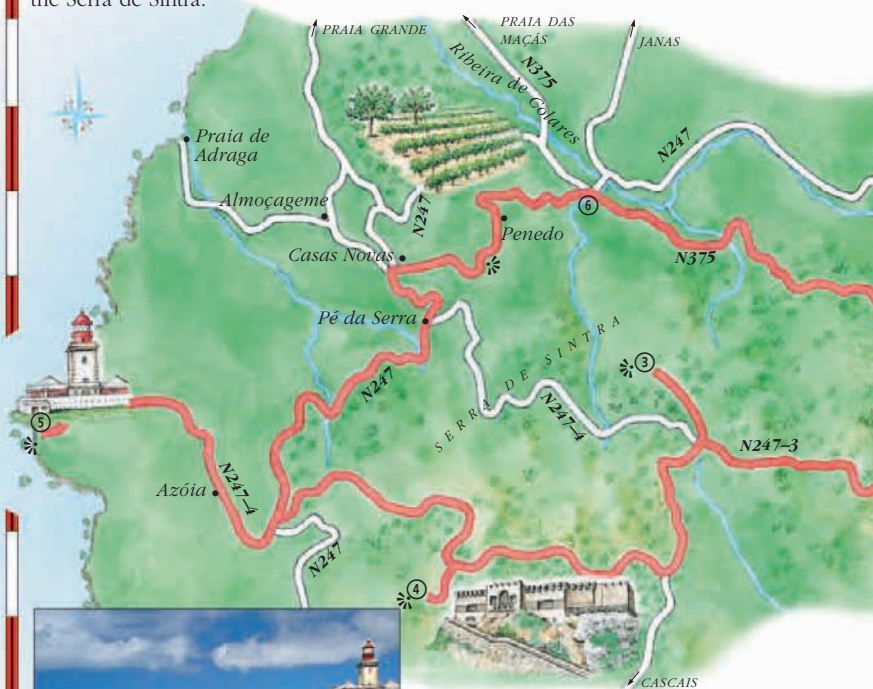 the Serra de Sintra.
PRAIA GRANDE
PRAIA DAS
MAÇÁS
JANAS
Ribeira de Colares
N375
N247
Praia de
Adraga
Almoçageme
N247
6
Penedo
Casas Novas
N375
Pé da Serra
SERRA DE SINTRA
3
N247
N247-4
N247-3
5
Azóia
N247-4
N247
4
CASCAIS